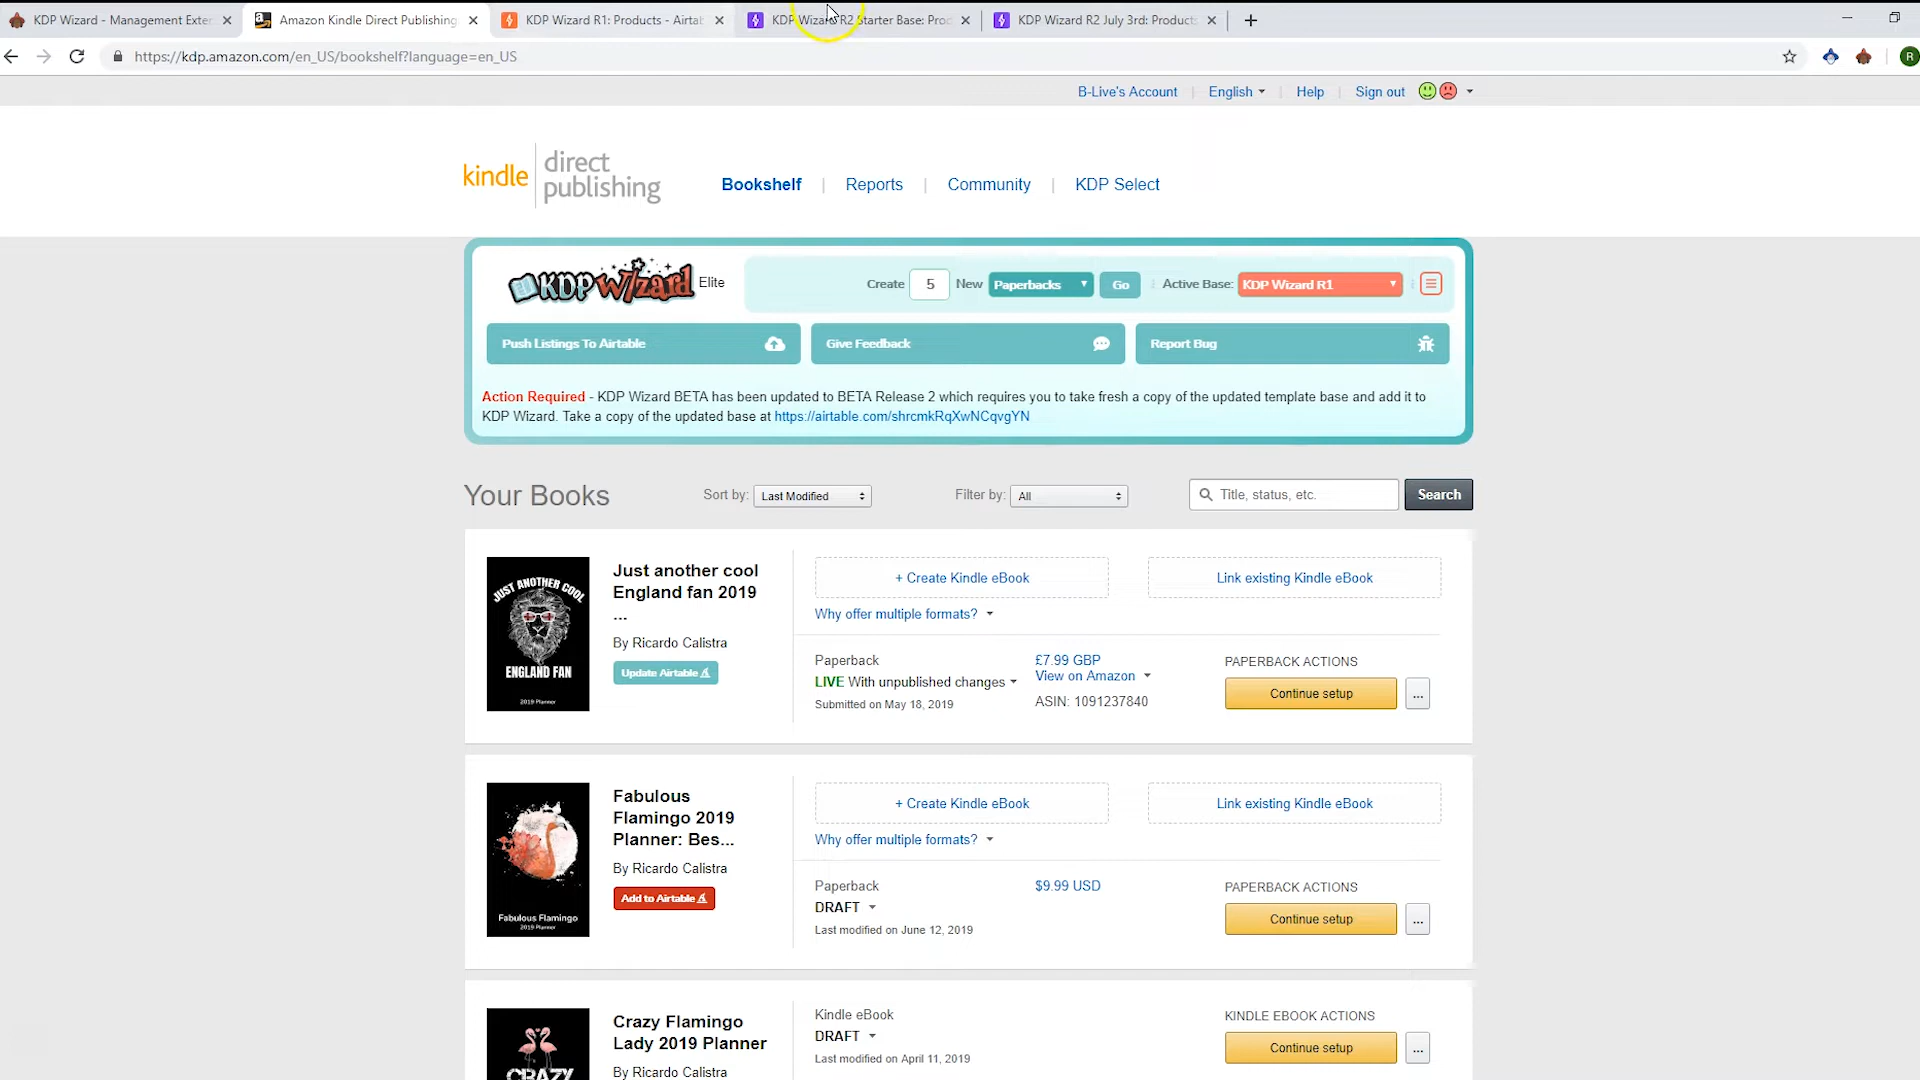 KDP Wizard - Management Exter
Amazon Kindle Direct Publishing
KDP Wizard R1: Products - Airtab
KDP Wizard R2 Starter Base: Proc
KDP Wizard R2 July 3rd: Products
https://kdp.amazon.com/en_US/bookshelf?language=en_US
R
B-Live's Account
English
Help
Sign out
kindle direct publishing
Bookshelf
Reports
Community
KDP Select
KDP Wizard Elite
Create 5 New Paperbacks Go
Active Base: KDP Wizard R1
Push Listings To Airtable
Give Feedback
Report Bug
Action Required - KDP Wizard BETA has been updated to BETA Release 2 which requires you to take fresh a copy of the updated template base and add it to
KDP Wizard. Take a copy of the updated base at https://airtable.com/shrcmkRqXwNCqvgYN
Your Books
Sort by: Last Modified
Filter by: All
Title, status, etc.
Search
JUST ANOTHER COOL
ENGLAND FAN
2019 Planner
Just another cool
England fan 2019
...
By Ricardo Calistra
Update Airtable
+ Create Kindle eBook
Link existing Kindle eBook
Why offer multiple formats?
Paperback
LIVE With unpublished changes
Submitted on May 18, 2019
£7.99 GBP
View on Amazon
ASIN: 1091237840
PAPERBACK ACTIONS
Continue setup
...
Fabulous Flamingo
2019 Planner
Fabulous
Flamingo 2019
Planner: Bes...
By Ricardo Calistra
Add to Airtable
+ Create Kindle eBook
Link existing Kindle eBook
Why offer multiple formats?
Paperback
DRAFT
Last modified on June 12, 2019
$9.99 USD
PAPERBACK ACTIONS
Continue setup
...
CRAZY
Crazy Flamingo
Lady 2019 Planner
By Ricardo Calistra
Kindle eBook
DRAFT
Last modified on April 11, 2019
KINDLE EBOOK ACTIONS
Continue setup
...